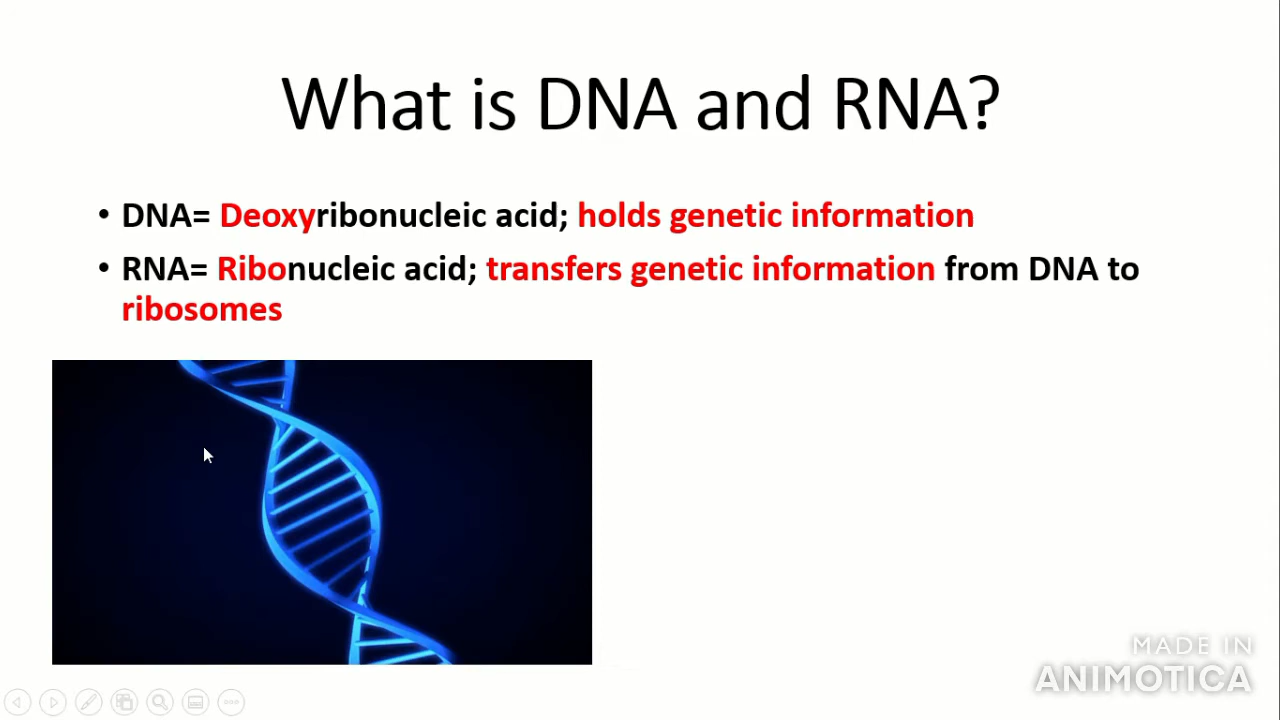 What is DNA and RNA?
• DNA= Deoxyribonucleic acid; holds genetic information
• RNA= Ribonucleic acid; transfers genetic information from DNA to
ribosomes
MADE IN
ANIMOTICA